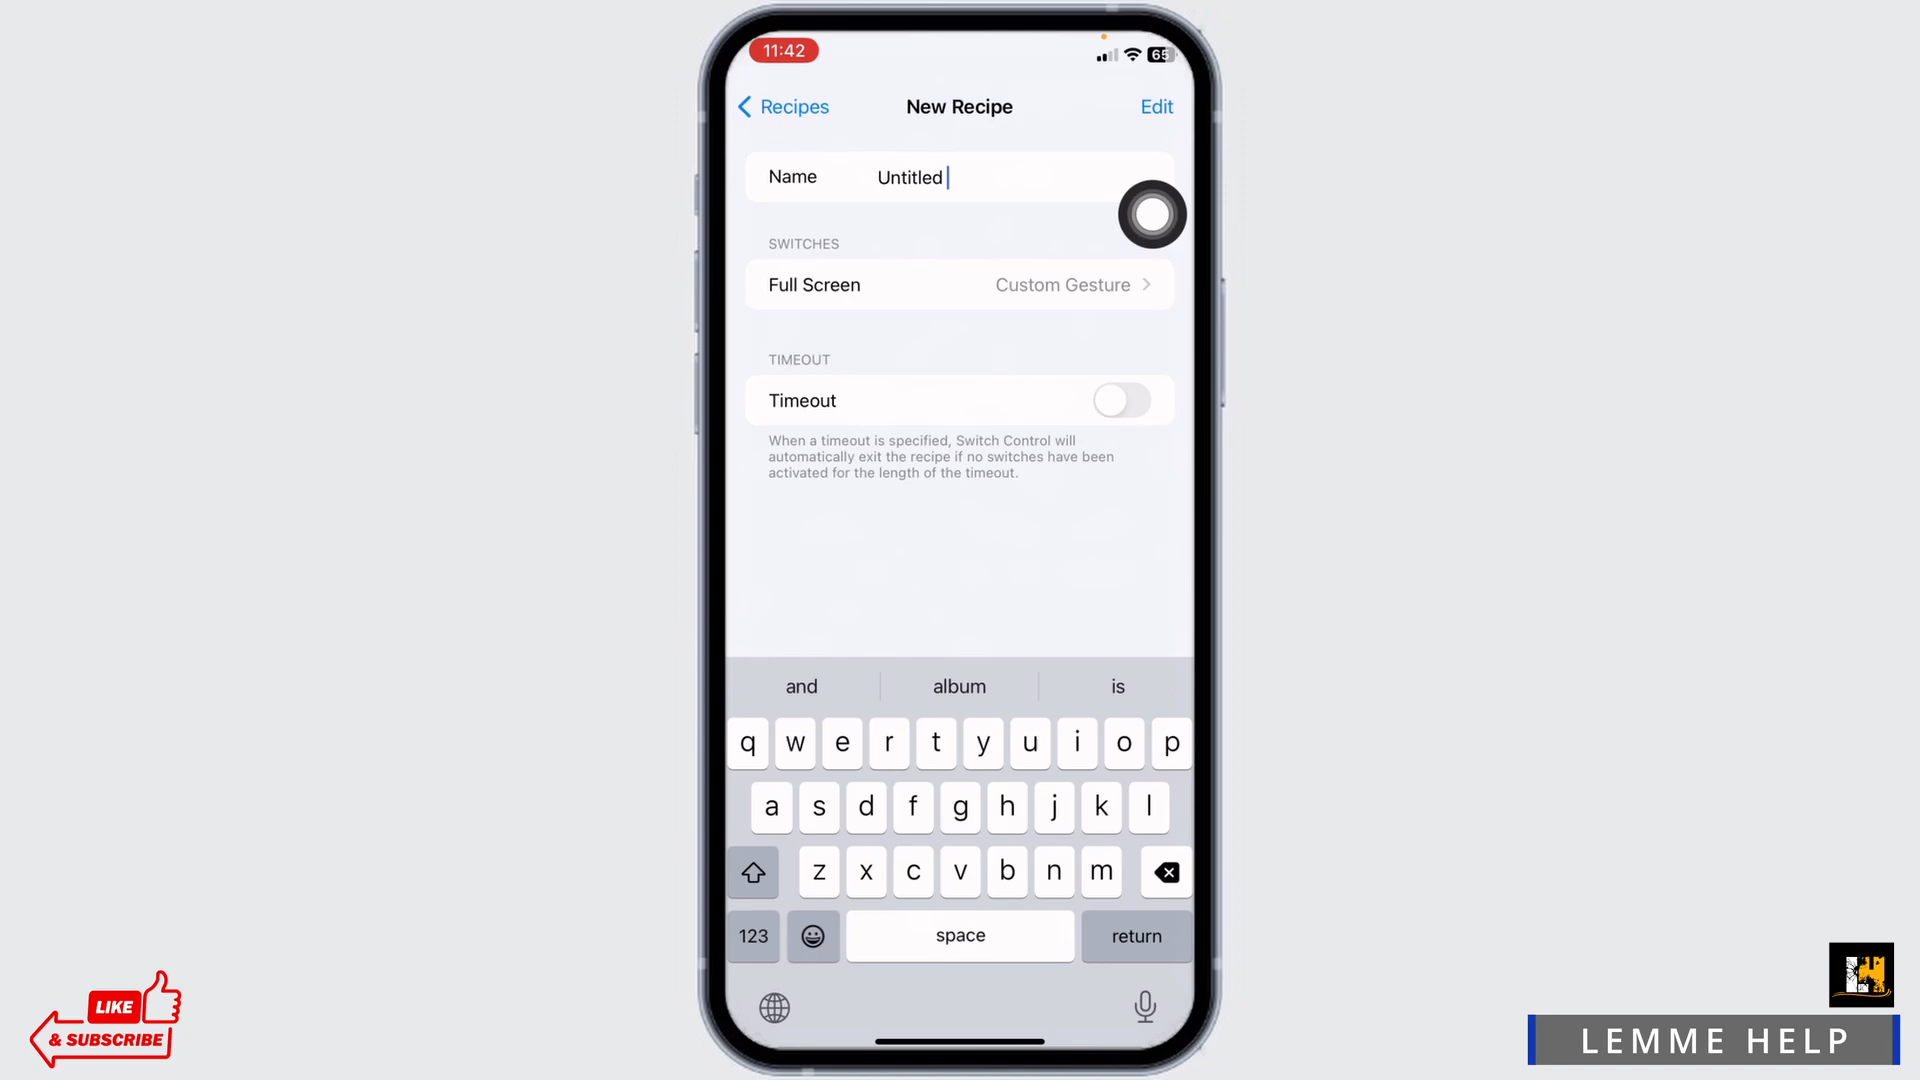 11:42
65
Recipes
New Recipe
Edit
Name
Untitled
SWITCHES
Full Screen
Custom Gesture
TIMEOUT
Timeout
When a timeout is specified, Switch Control will
automatically exit the recipe if no switches have been
activated for the length of the timeout.
and album is
q w e r t y u i o p
a s d f g h j k l
z x c v b n m
123 space return
LIKE
& SUBSCRIBE
LEMME HELP